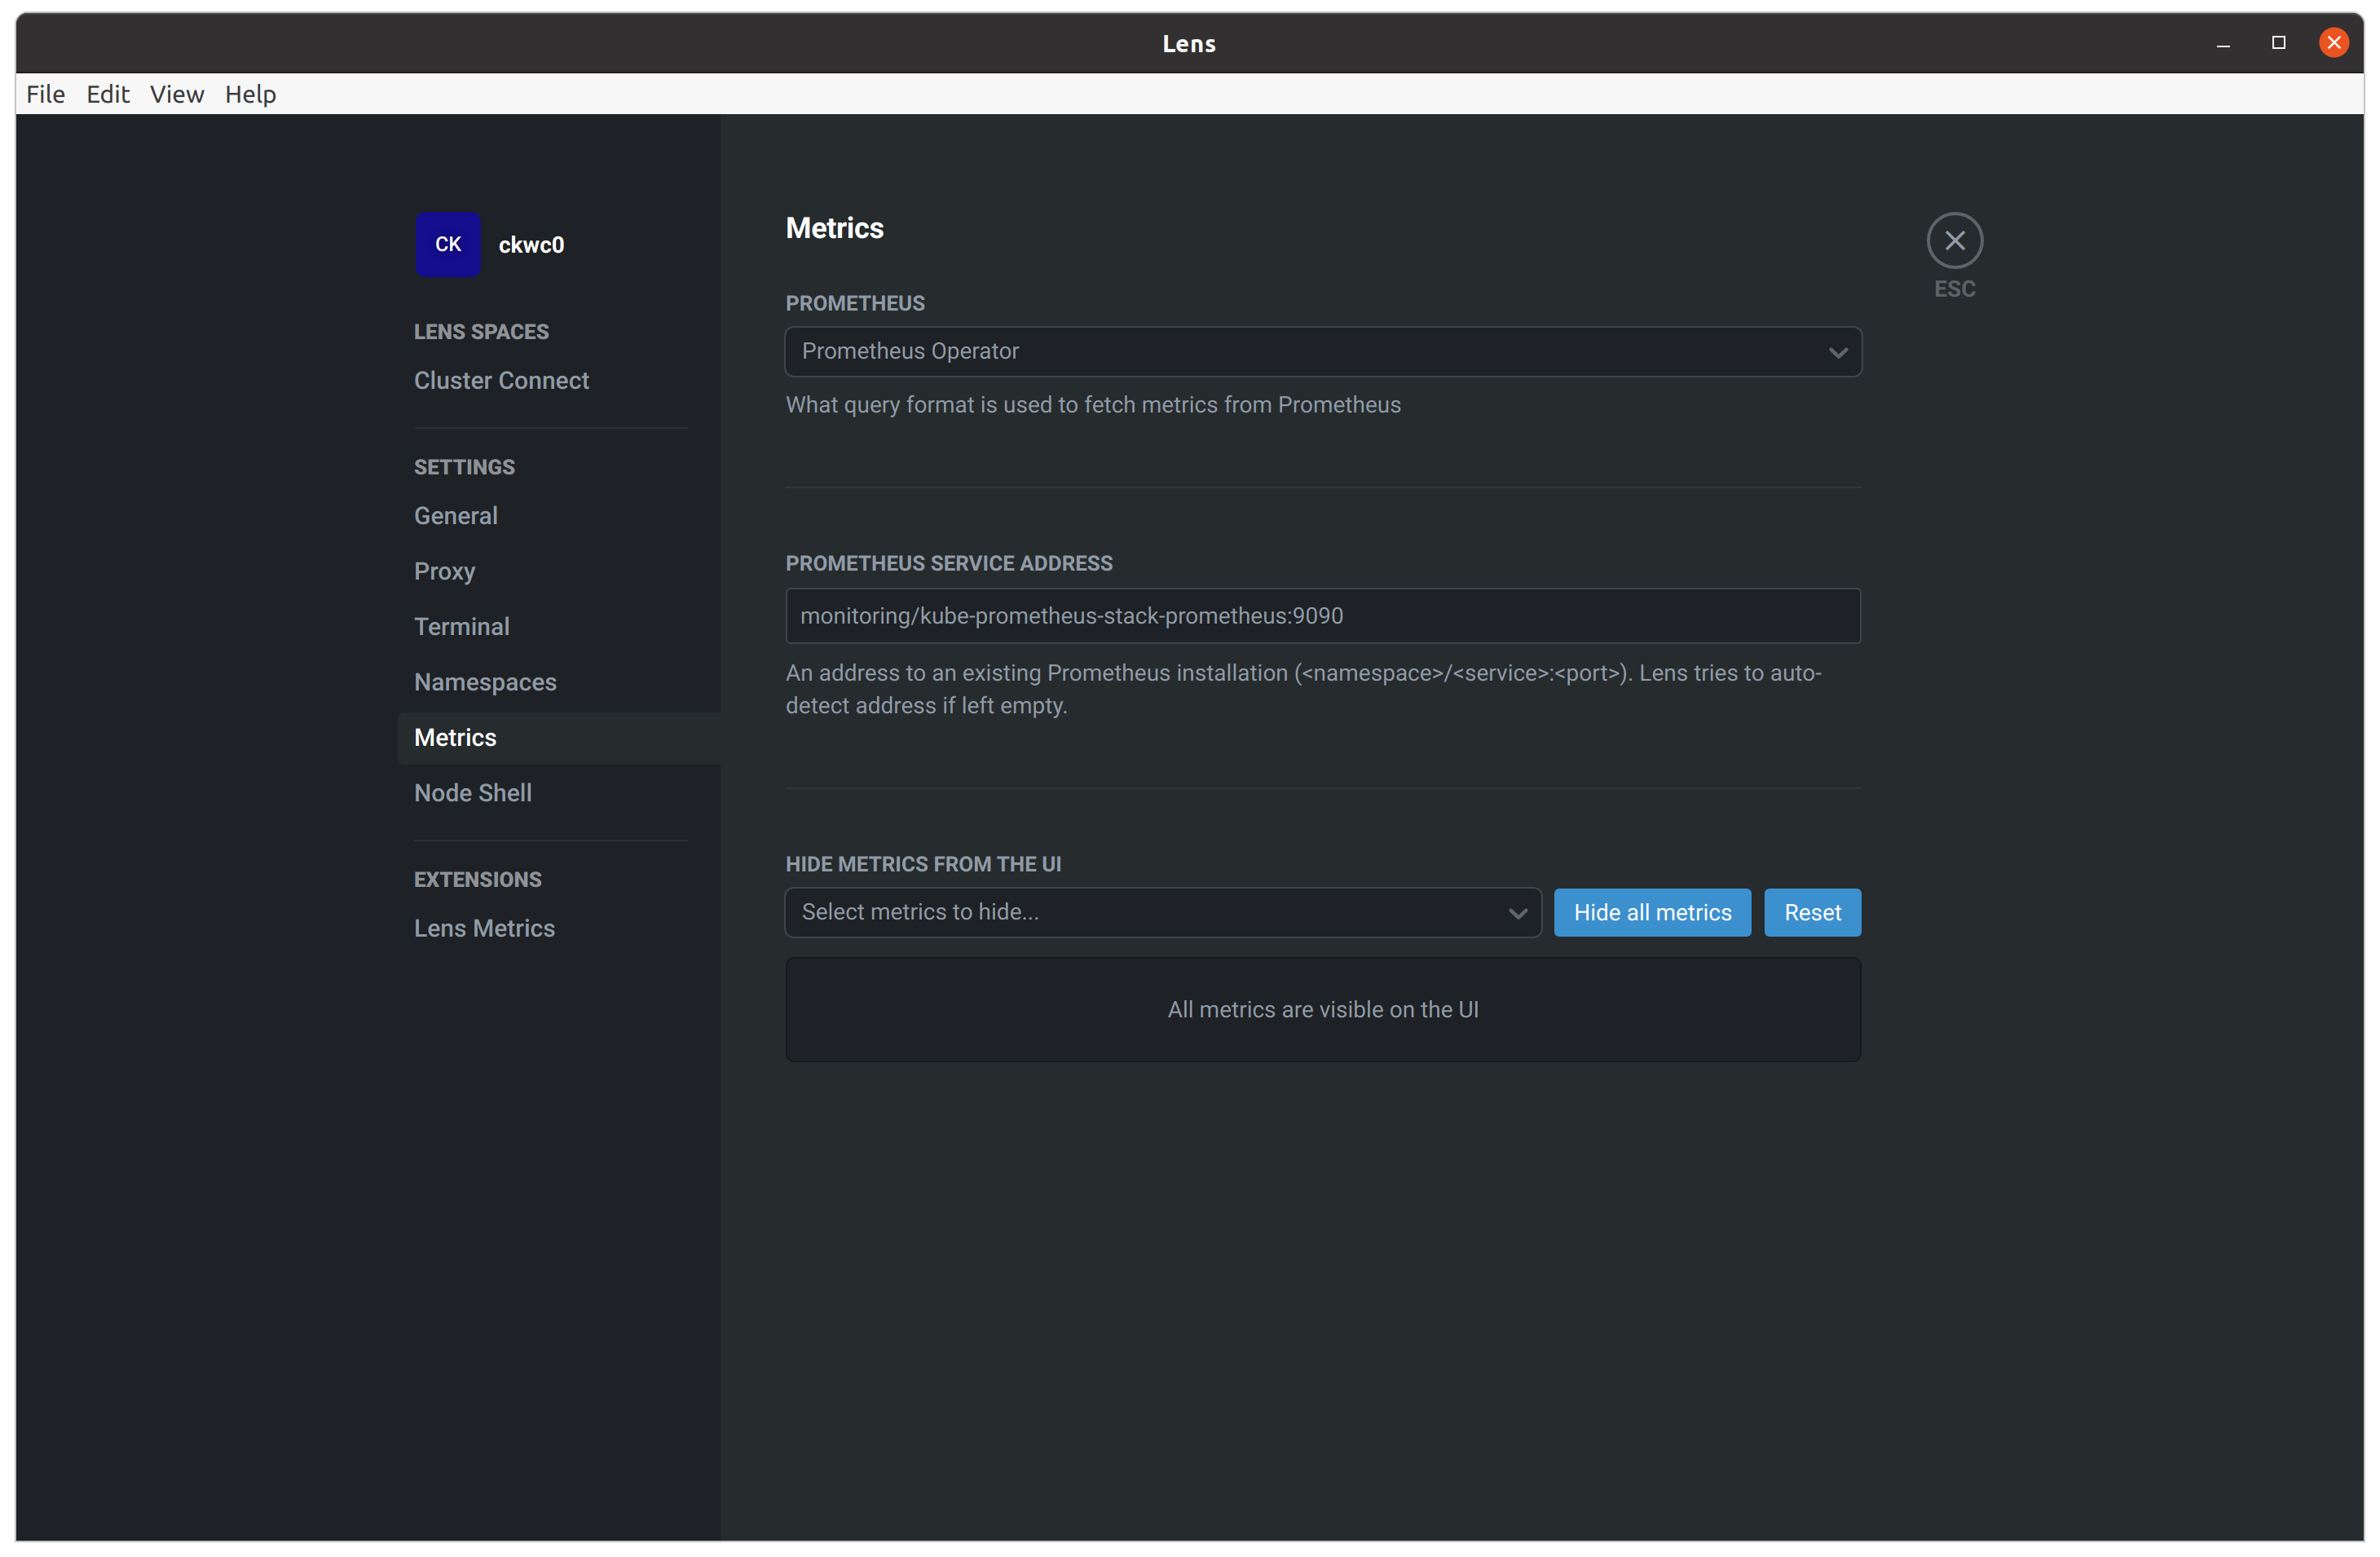 Lens
File Edit View Help
CK
ckwc0
LENS SPACES
Cluster Connect
SETTINGS
General
Proxy
Terminal
Namespaces
Metrics
Node Shell
EXTENSIONS
Lens Metrics
Metrics
PROMETHEUS
Prometheus Operator
What query format is used to fetch metrics from Prometheus
PROMETHEUS SERVICE ADDRESS
monitoring/kube-prometheus-stack-prometheus:9090
An address to an existing Prometheus installation (<namespace>/<service>:<port>). Lens tries to auto-
detect address if left empty.
HIDE METRICS FROM THE UI
Select metrics to hide...
Hide all metrics
Reset
All metrics are visible on the UI
ESC